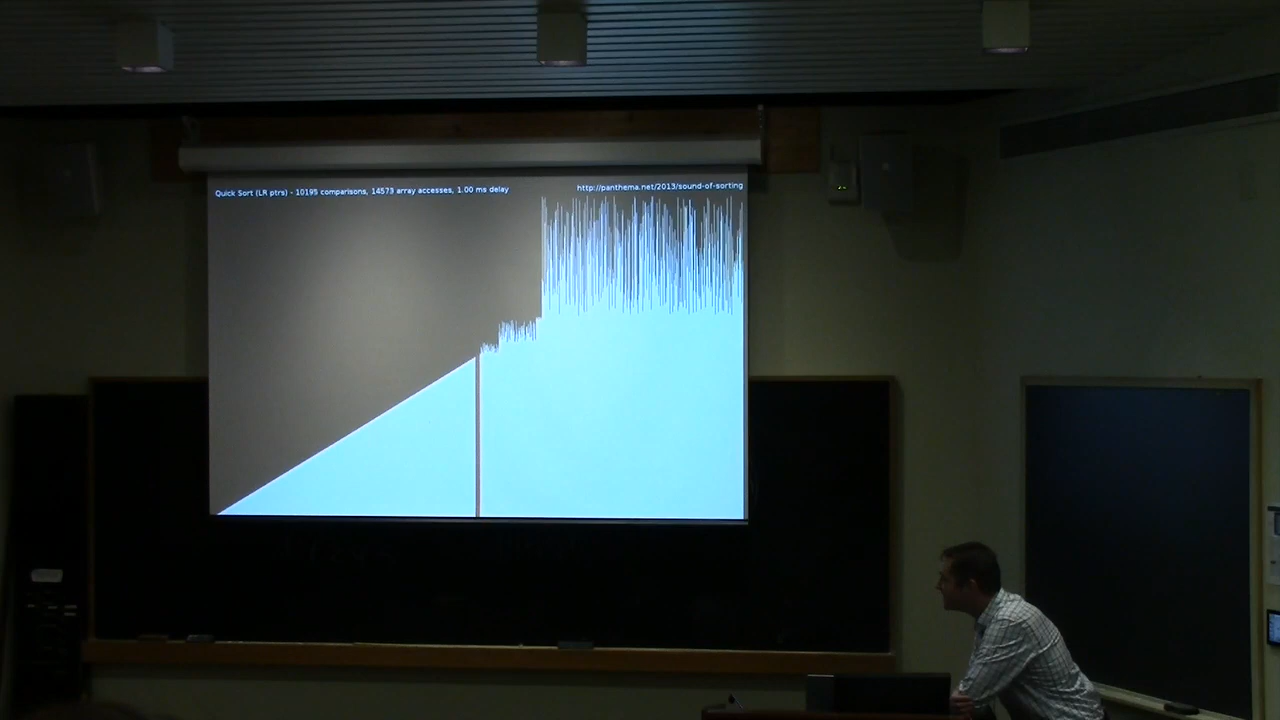 Quick Sort (LR ptrs) - 10195 comparisons, 14573 array accesses, 1.00 ms delay
http://panthema.net/2013/sound-of-sorting